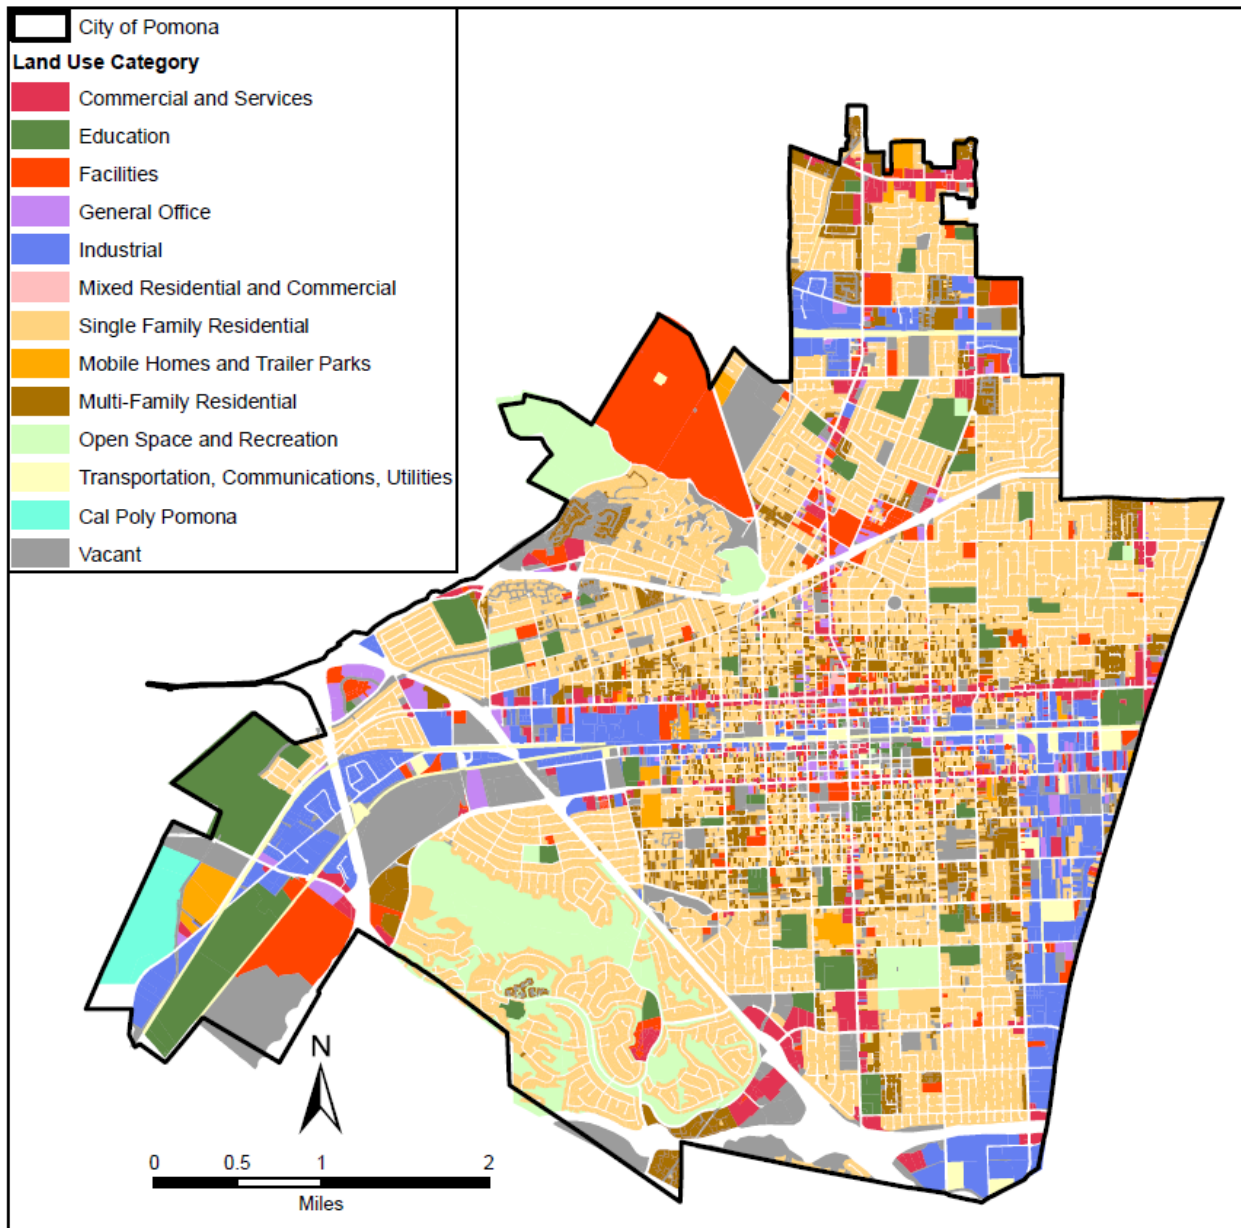 City of Pomona
Land Use Category
Commercial and Services
Education
Facilities
General Office
Industrial
Mixed Residential and Commercial
Single Family Residential
Mobile Homes and Trailer Parks
Multi-Family Residential
Open Space and Recreation
Transportation, Communications, Utilities
Cal Poly Pomona
Vacant
N
0 0.5 1 2
Miles